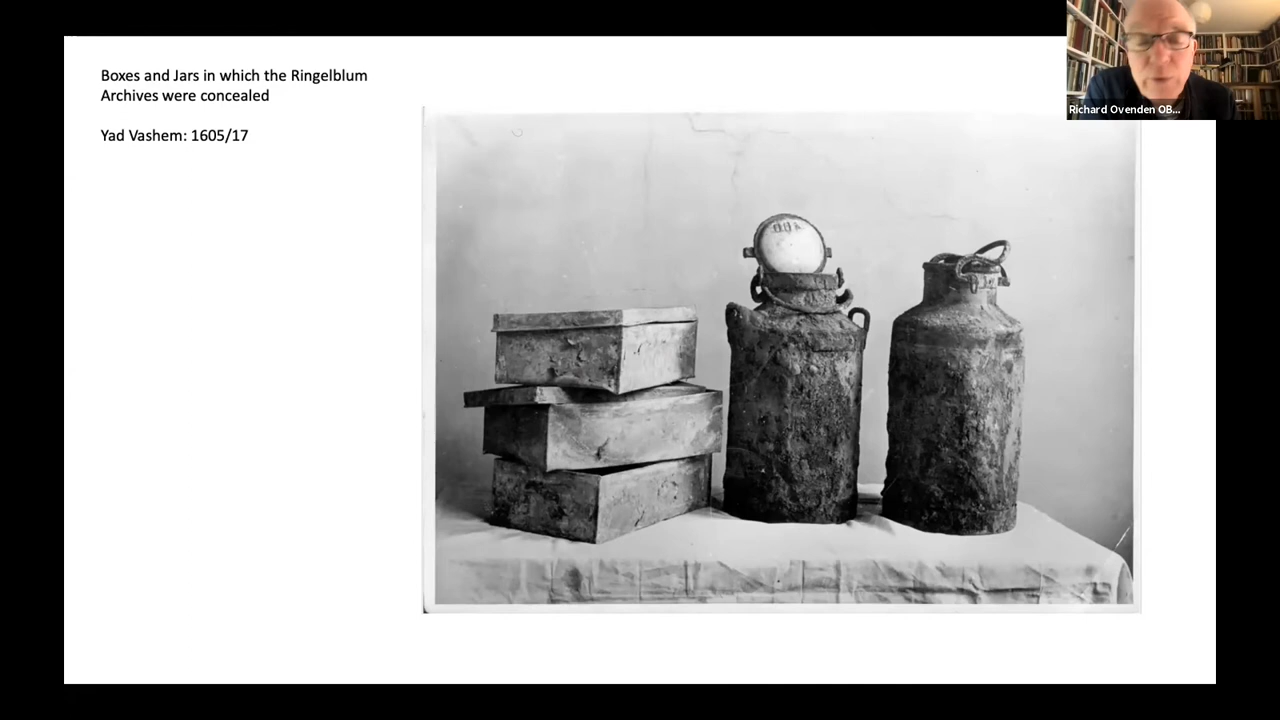 Boxes and Jars in which the Ringelblum
Archives were concealed
Yad Vashem: 1605/17
Richard Ovenden OB...